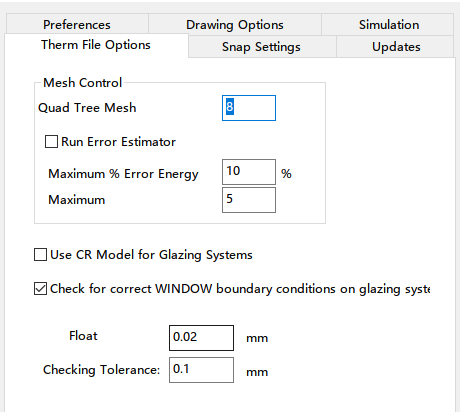 Preferences Drawing Options Simulation
Therm File Options Snap Settings Updates
Mesh Control
Quad Tree Mesh 8
Run Error Estimator
Maximum % Error Energy 10 %
Maximum 5
Use CR Model for Glazing Systems
Check for correct WINDOW boundary conditions on glazing syste
Float 0.02 mm
Checking Tolerance: 0.1 mm